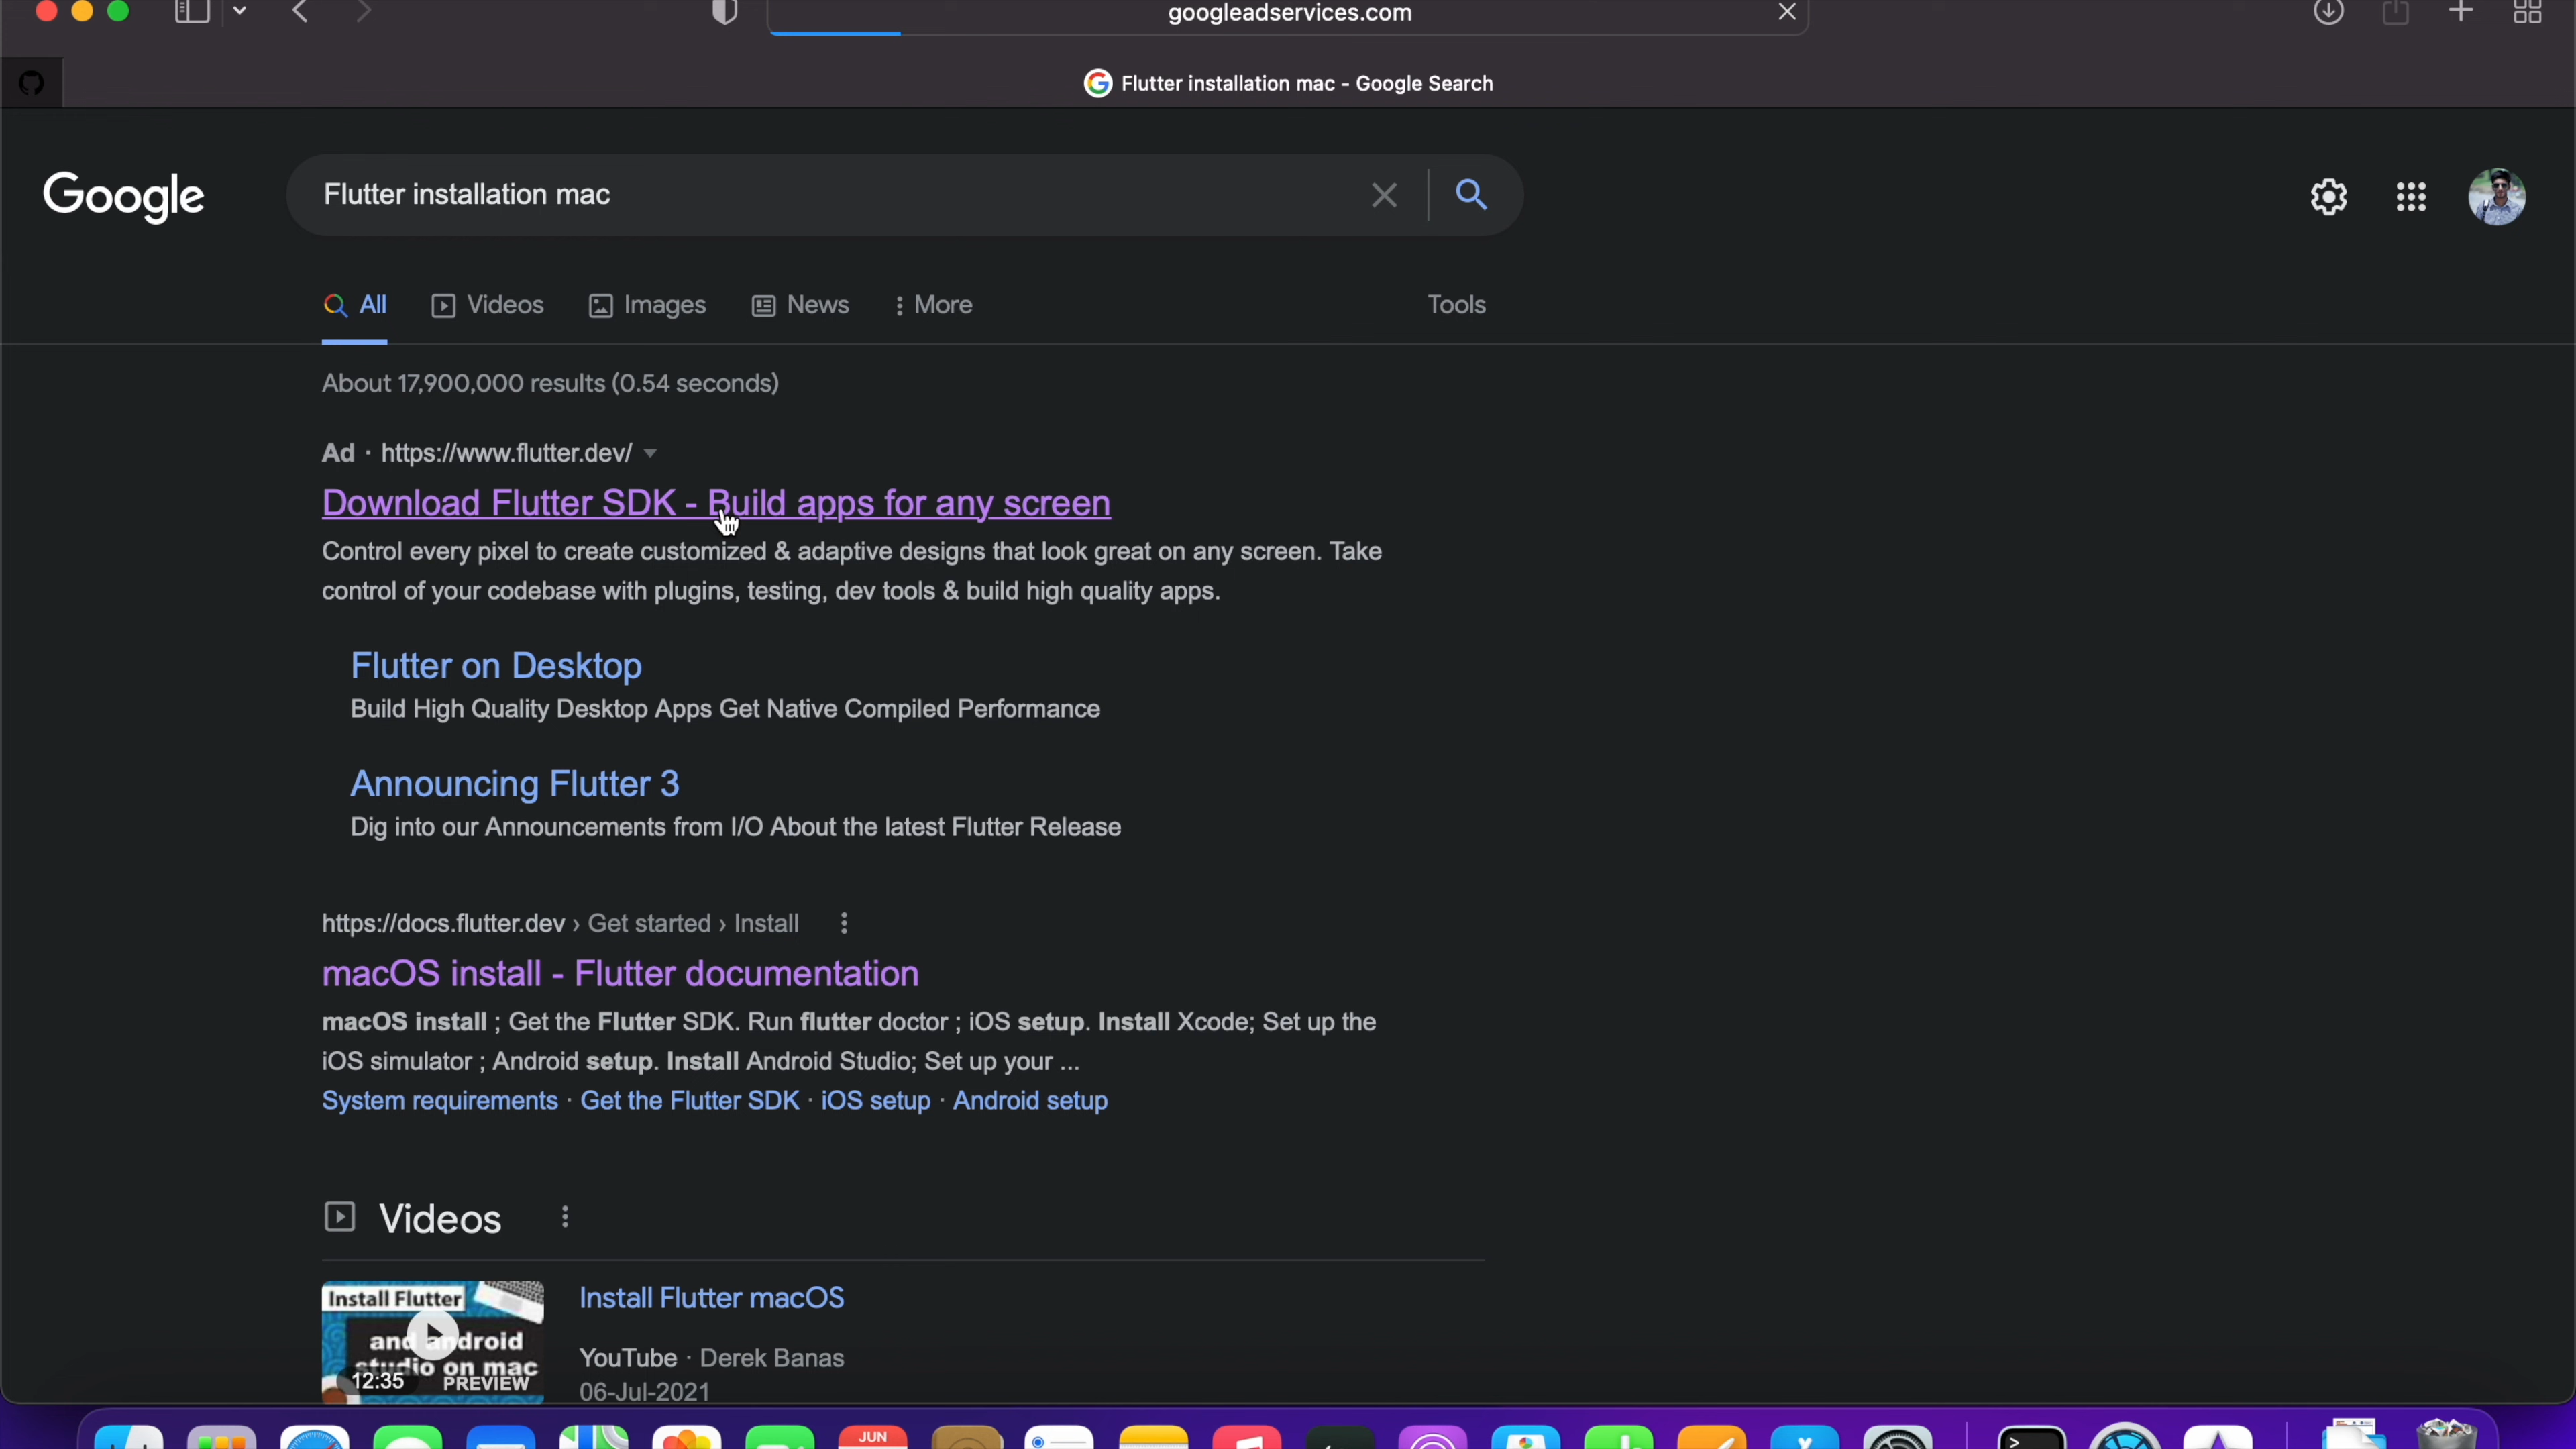 googleadservices.com
Flutter installation mac - Google Search
Google
Flutter installation mac
All
Videos
Images
News
More
Tools
About 17,900,000 results (0.54 seconds)
Ad · https://www.flutter.dev/
Download Flutter SDK - Build apps for any screen
Control every pixel to create customized & adaptive designs that look great on any screen. Take
control of your codebase with plugins, testing, dev tools & build high quality apps.
Flutter on Desktop
Build High Quality Desktop Apps Get Native Compiled Performance
Announcing Flutter 3
Dig into our Announcements from I/O About the latest Flutter Release
https://docs.flutter.dev › Get started › Install
macOS install - Flutter documentation
macOS install ; Get the Flutter SDK. Run flutter doctor ; iOS setup. Install Xcode; Set up the
iOS simulator ; Android setup. Install Android Studio; Set up your ...
System requirements · Get the Flutter SDK · iOS setup · Android setup
Videos
Install Flutter
and android
studio on mac
12:35
PREVIEW
Install Flutter macOS
YouTube · Derek Banas
06-Jul-2021
JUN